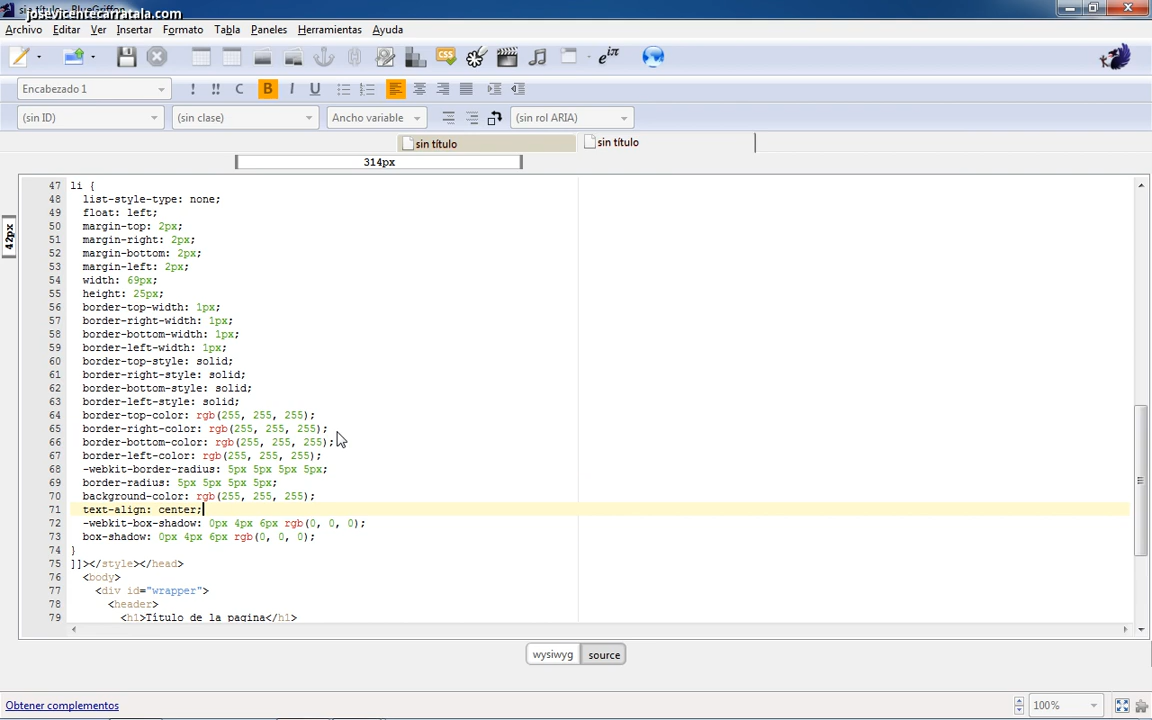 sin título - BlueGriffon
josevicentecarratala.com
Archivo Editar Ver Insertar Formato Tabla Paneles Herramientas Ayuda
CSS
e^iπ
Encabezado 1 ! !! C B I U
(sin ID) (sin clase) Ancho variable (sin rol ARIA)
sin título sin título
314px
42px
47 li {
48 list-style-type: none;
49 float: left;
50 margin-top: 2px;
51 margin-right: 2px;
52 margin-bottom: 2px;
53 margin-left: 2px;
54 width: 69px;
55 height: 25px;
56 border-top-width: 1px;
57 border-right-width: 1px;
58 border-bottom-width: 1px;
59 border-left-width: 1px;
60 border-top-style: solid;
61 border-right-style: solid;
62 border-bottom-style: solid;
63 border-left-style: solid;
64 border-top-color: rgb(255, 255, 255);
65 border-right-color: rgb(255, 255, 255);
66 border-bottom-color: rgb(255, 255, 255);
67 border-left-color: rgb(255, 255, 255);
68 -webkit-border-radius: 5px 5px 5px 5px;
69 border-radius: 5px 5px 5px 5px;
70 background-color: rgb(255, 255, 255);
71 text-align: center;
72 -webkit-box-shadow: 0px 4px 6px rgb(0, 0, 0);
73 box-shadow: 0px 4px 6px rgb(0, 0, 0);
74 }
75 ]]></style></head>
76 <body>
77 <div id="wrapper">
78 <header>
79 <h1>Título de la pagina</h1>
wysiwyg source
Obtener complementos 100%